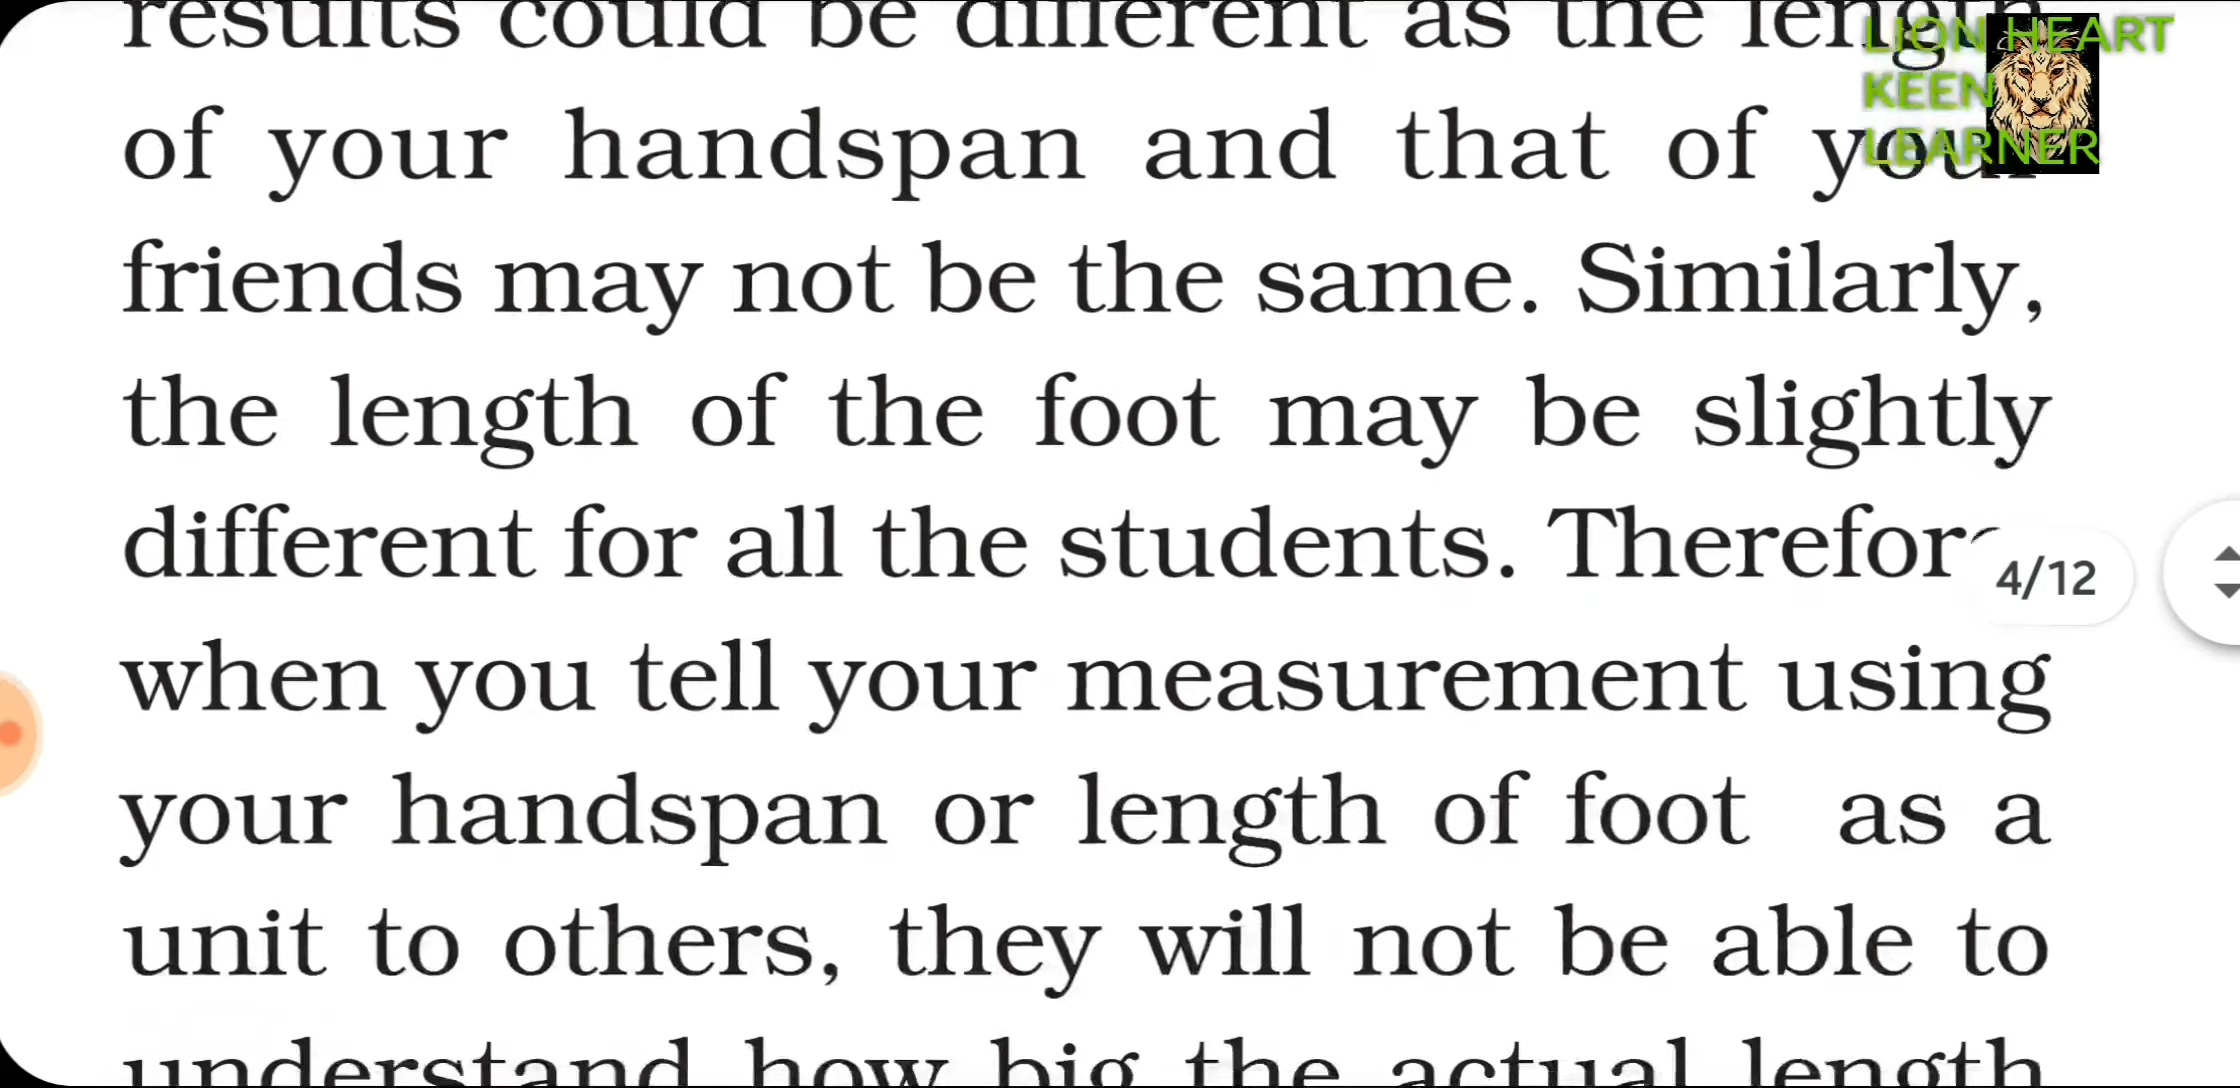 results could be different as the length
of your handspan and that of your
friends may not be the same. Similarly,
the length of the foot may be slightly
different for all the students. Therefore
when you tell your measurement using
your handspan or length of foot as a
unit to others, they will not be able to
understand how big the actual length
LION HEART
KEEN
LEARNER
4/12